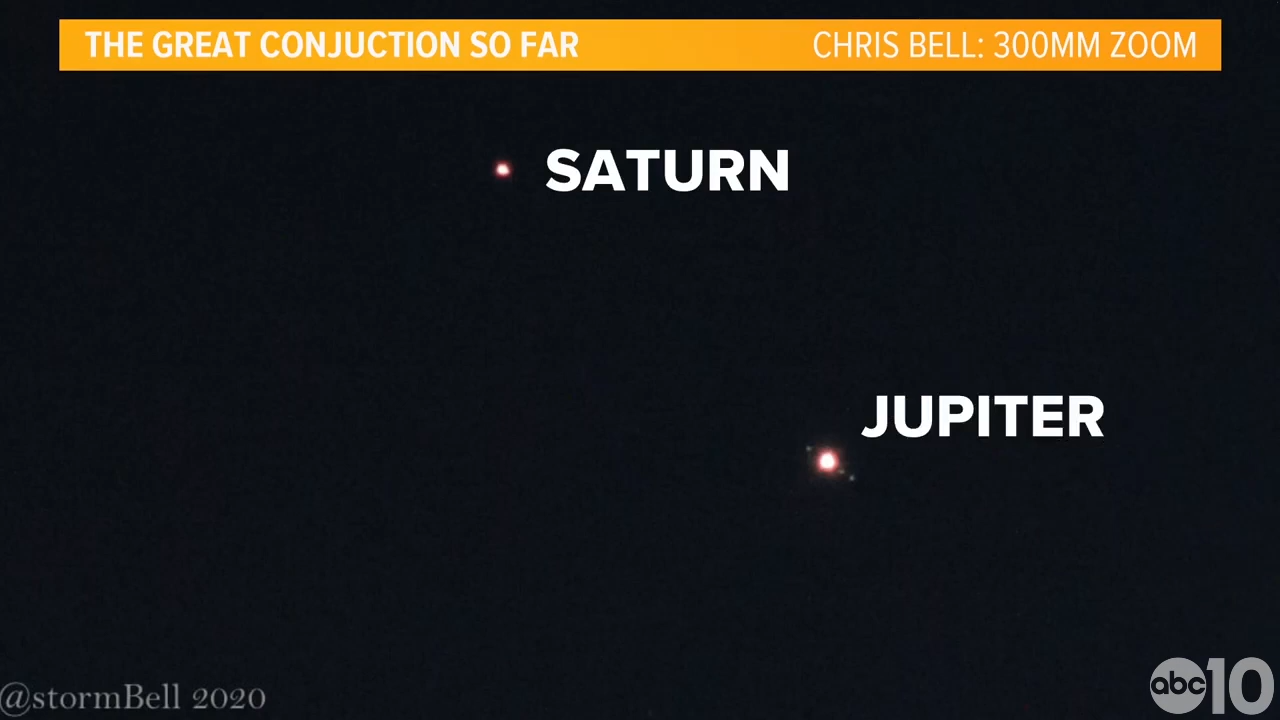 THE GREAT CONJUCTION SO FAR
CHRIS BELL: 300MM ZOOM
SATURN
JUPITER
@stormBell 2020
abc10